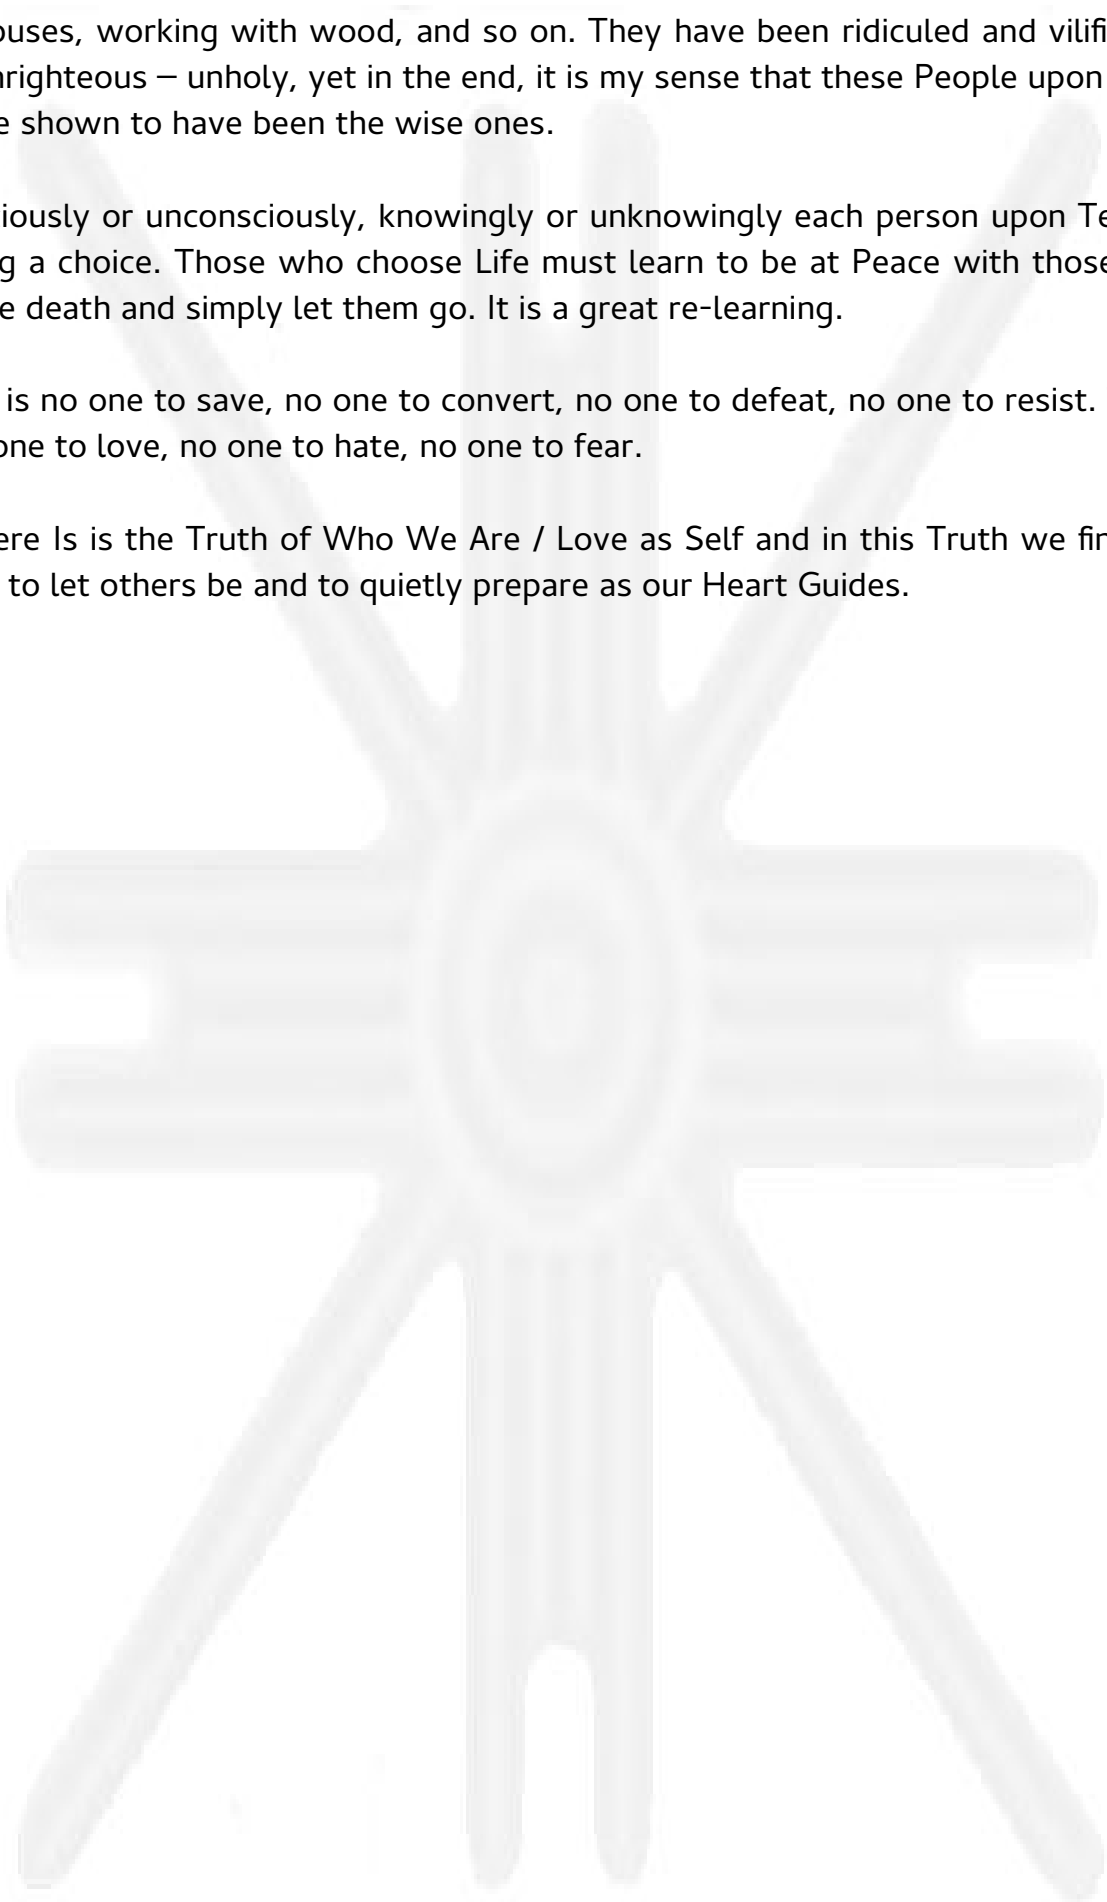 ouses, working with wood, and so on. They have been ridiculed and vilifi
nrighteous – unholy, yet in the end, it is my sense that these People upon
e shown to have been the wise ones.
iously or unconsciously, knowingly or unknowingly each person upon Te
g a choice. Those who choose Life must learn to be at Peace with those
e death and simply let them go. It is a great re-learning.
is no one to save, no one to convert, no one to defeat, no one to resist.
one to love, no one to hate, no one to fear.
ere Is is the Truth of Who We Are / Love as Self and in this Truth we fin
to let others be and to quietly prepare as our Heart Guides.